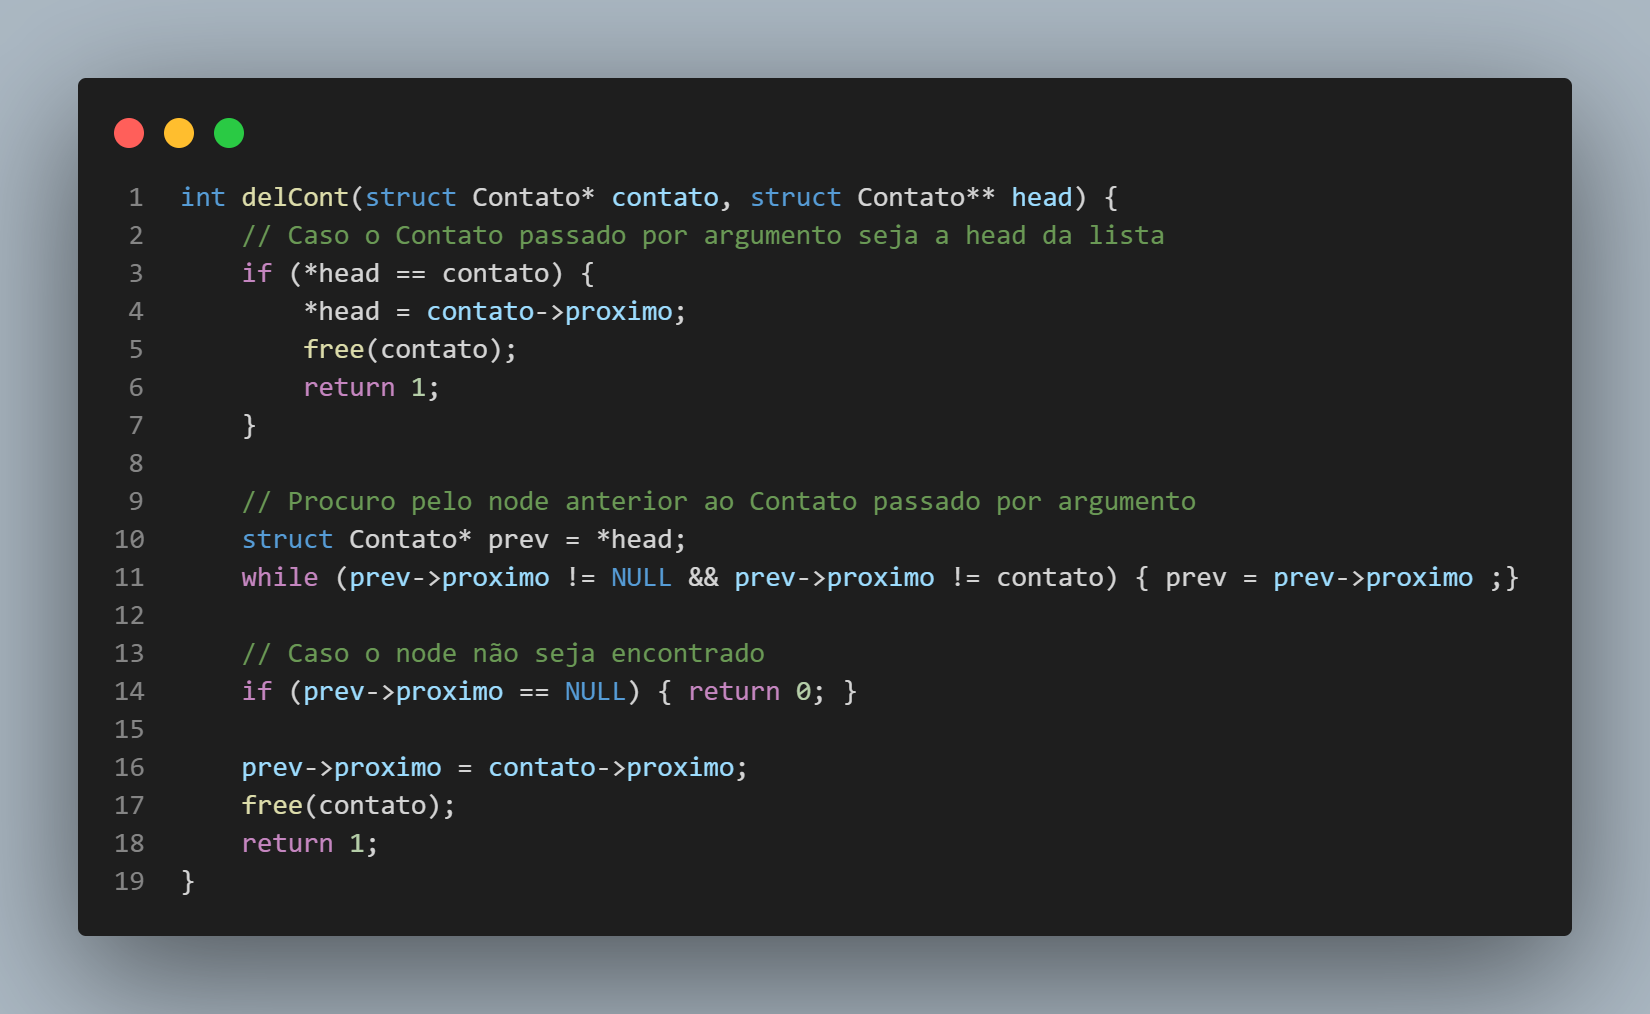 1 int delCont(struct Contato* contato, struct Contato** head) {
2 // Caso o Contato passado por argumento seja a head da lista
3 if (*head == contato) {
4 *head = contato->proximo;
5 free(contato);
6 return 1;
7 }
8
9 // Procuro pelo node anterior ao Contato passado por argumento
10 struct Contato* prev = *head;
11 while (prev->proximo != NULL && prev->proximo != contato) { prev = prev->proximo ;}
12
13 // Caso o node não seja encontrado
14 if (prev->proximo == NULL) { return 0; }
15
16 prev->proximo = contato->proximo;
17 free(contato);
18 return 1;
19 }